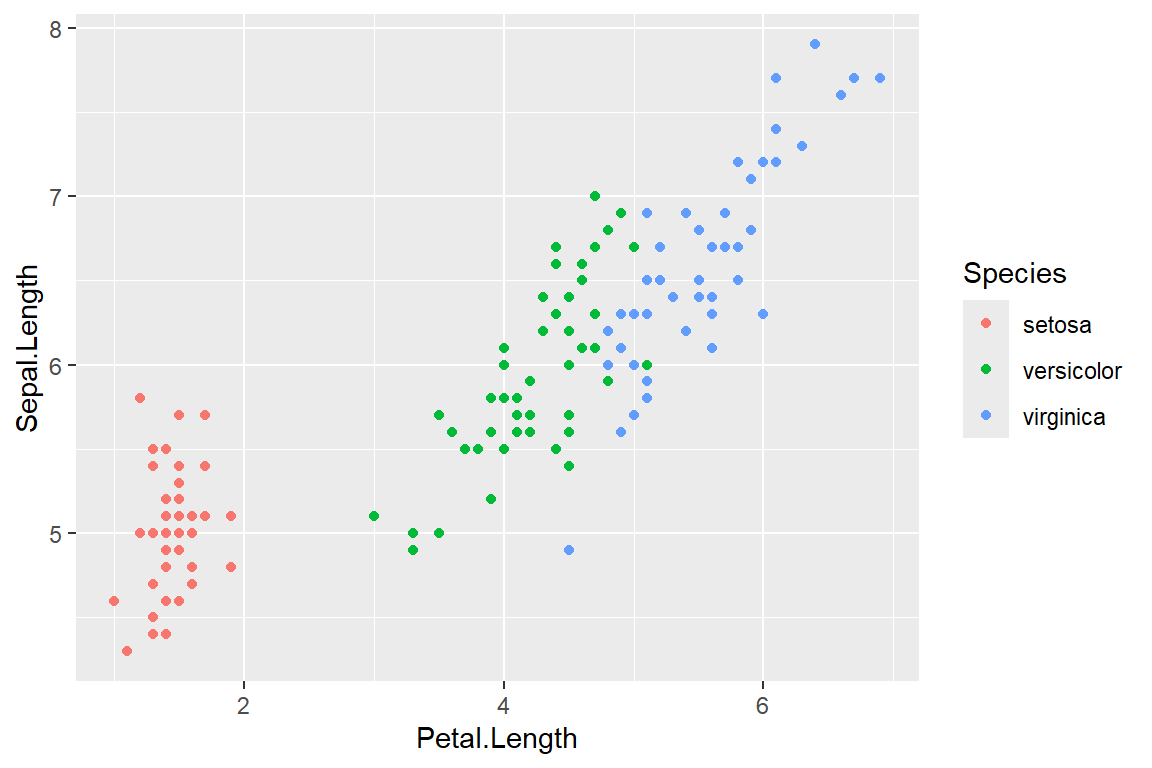 8
7
6
5
Sepal.Length
2
4
6
Petal.Length
Species
setosa
versicolor
virginica